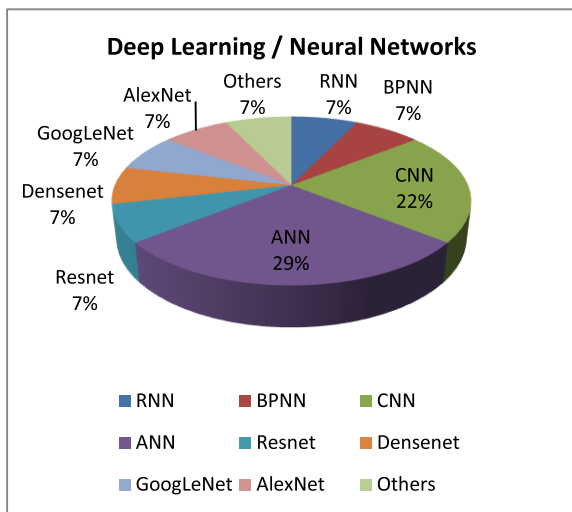 Deep Learning / Neural Networks
RNN
7%
BPNN
7%
CNN
22%
ANN
29%
Resnet
7%
Densenet
7%
GoogLeNet
7%
AlexNet
7%
Others
7%
RNN BPNN CNN
ANN Resnet Densenet
GoogLeNet AlexNet Others